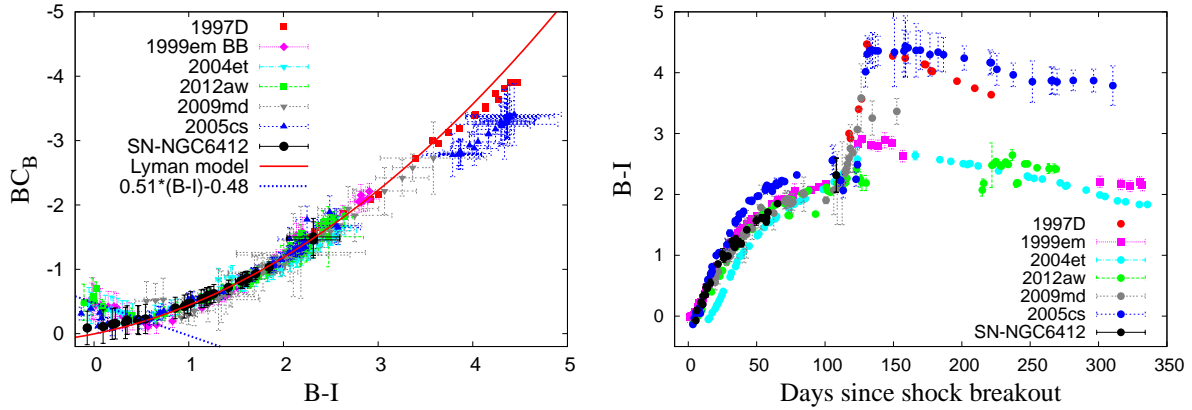 -5
-4
-3
-2
-1
0
BC_B
0 1 2 3 4 5
B-I
1997D
1999em BB
2004et
2012aw
2009md
2005cs
SN-NGC6412
Lyman model
0.51*(B-I)-0.48
5
4
3
2
1
0
B-I
0 50 100 150 200 250 300 350
Days since shock breakout
1997D
1999em
2004et
2012aw
2009md
2005cs
SN-NGC6412